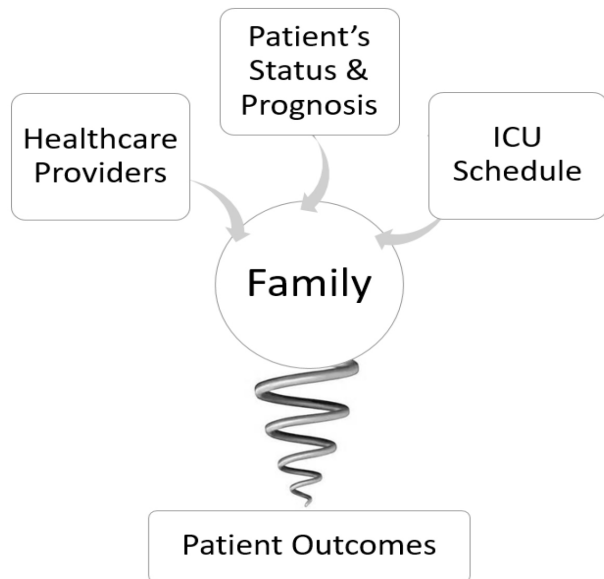 Patient’s
Status &
Prognosis
Healthcare
Providers
ICU
Schedule
Family
Patient Outcomes